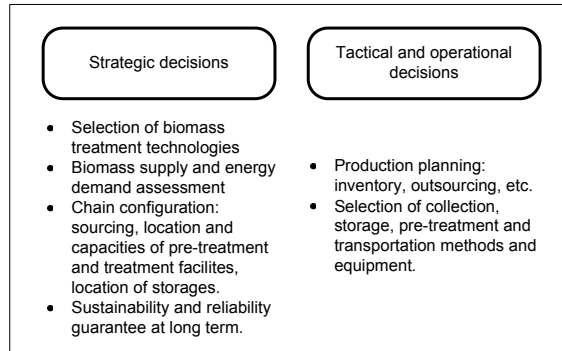 Strategic decisions
• Selection of biomass
treatment technologies
• Biomass supply and energy
demand assessment
• Chain configuration:
sourcing, location and
capacities of pre-treatment
and treatment facilites,
location of storages.
• Sustainability and reliability
guarantee at long term.
Tactical and operational
decisions
• Production planning:
inventory, outsourcing, etc.
• Selection of collection,
storage, pre-treatment and
transportation methods and
equipment.